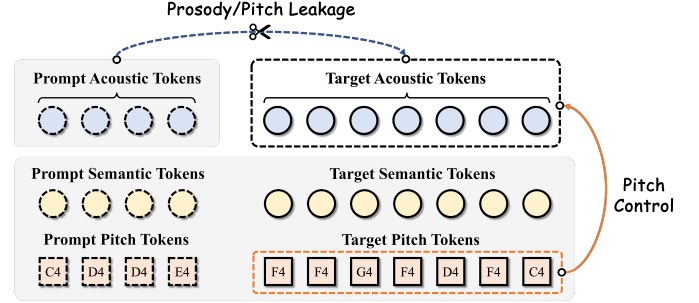 Prosody/Pitch Leakage
Prompt Acoustic Tokens
Target Acoustic Tokens
Prompt Semantic Tokens
Target Semantic Tokens
Pitch
Control
Prompt Pitch Tokens
Target Pitch Tokens
C4 D4 D4 E4
F4 F4 G4 F4 D4 F4 C4